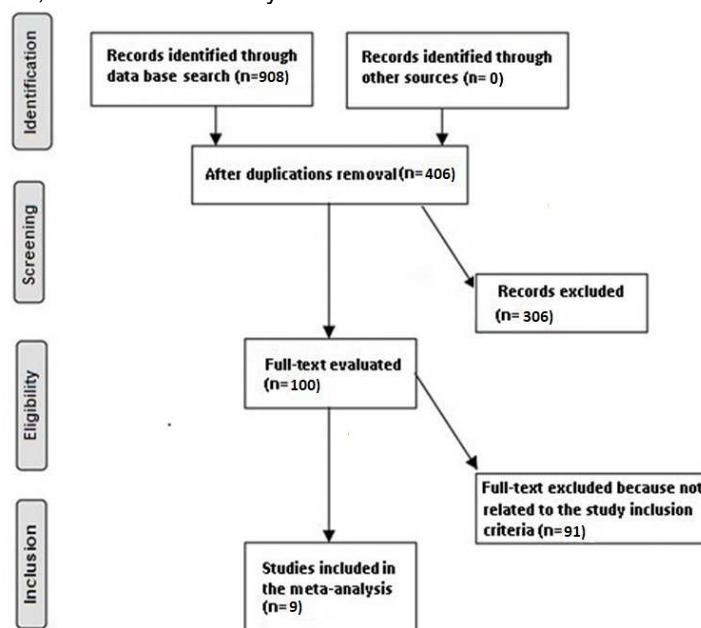 Identification
Records identified through
data base search (n=908)
Records identified through
other sources (n= 0)
After duplications removal(n=406)
Screening
Records excluded
(n= 306)
Eligibility
Full-text evaluated
(n=100)
Full-text excluded because not
related to the study inclusion
criteria (n=91)
Inclusion
Studies included in
the meta-analysis
(n=9)